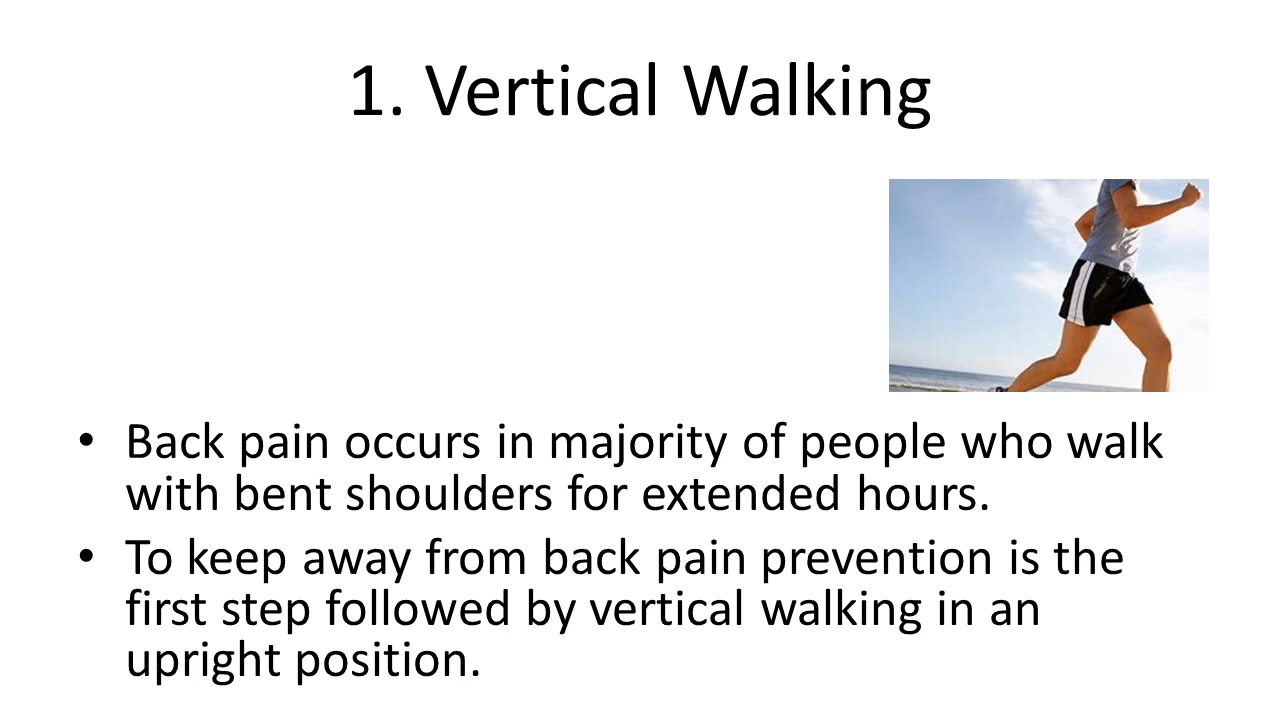 1. Vertical Walking
• Back pain occurs in majority of people who walk
with bent shoulders for extended hours.
• To keep away from back pain prevention is the
first step followed by vertical walking in an
upright position.